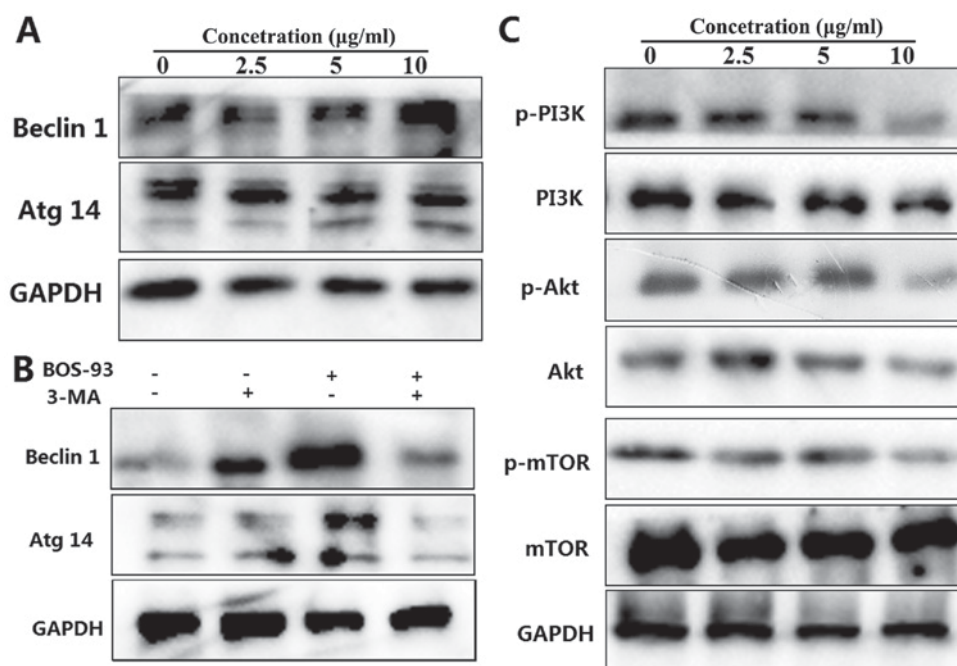 A
Concetration (μg/ml)
0 2.5 5 10
Beclin 1
Atg 14
GAPDH
B
BOS-93 - - + +
3-MA - + - +
Beclin 1
Atg 14
GAPDH
C
Concetration (μg/ml)
0 2.5 5 10
p-PI3K
PI3K
p-Akt
Akt
p-mTOR
mTOR
GAPDH